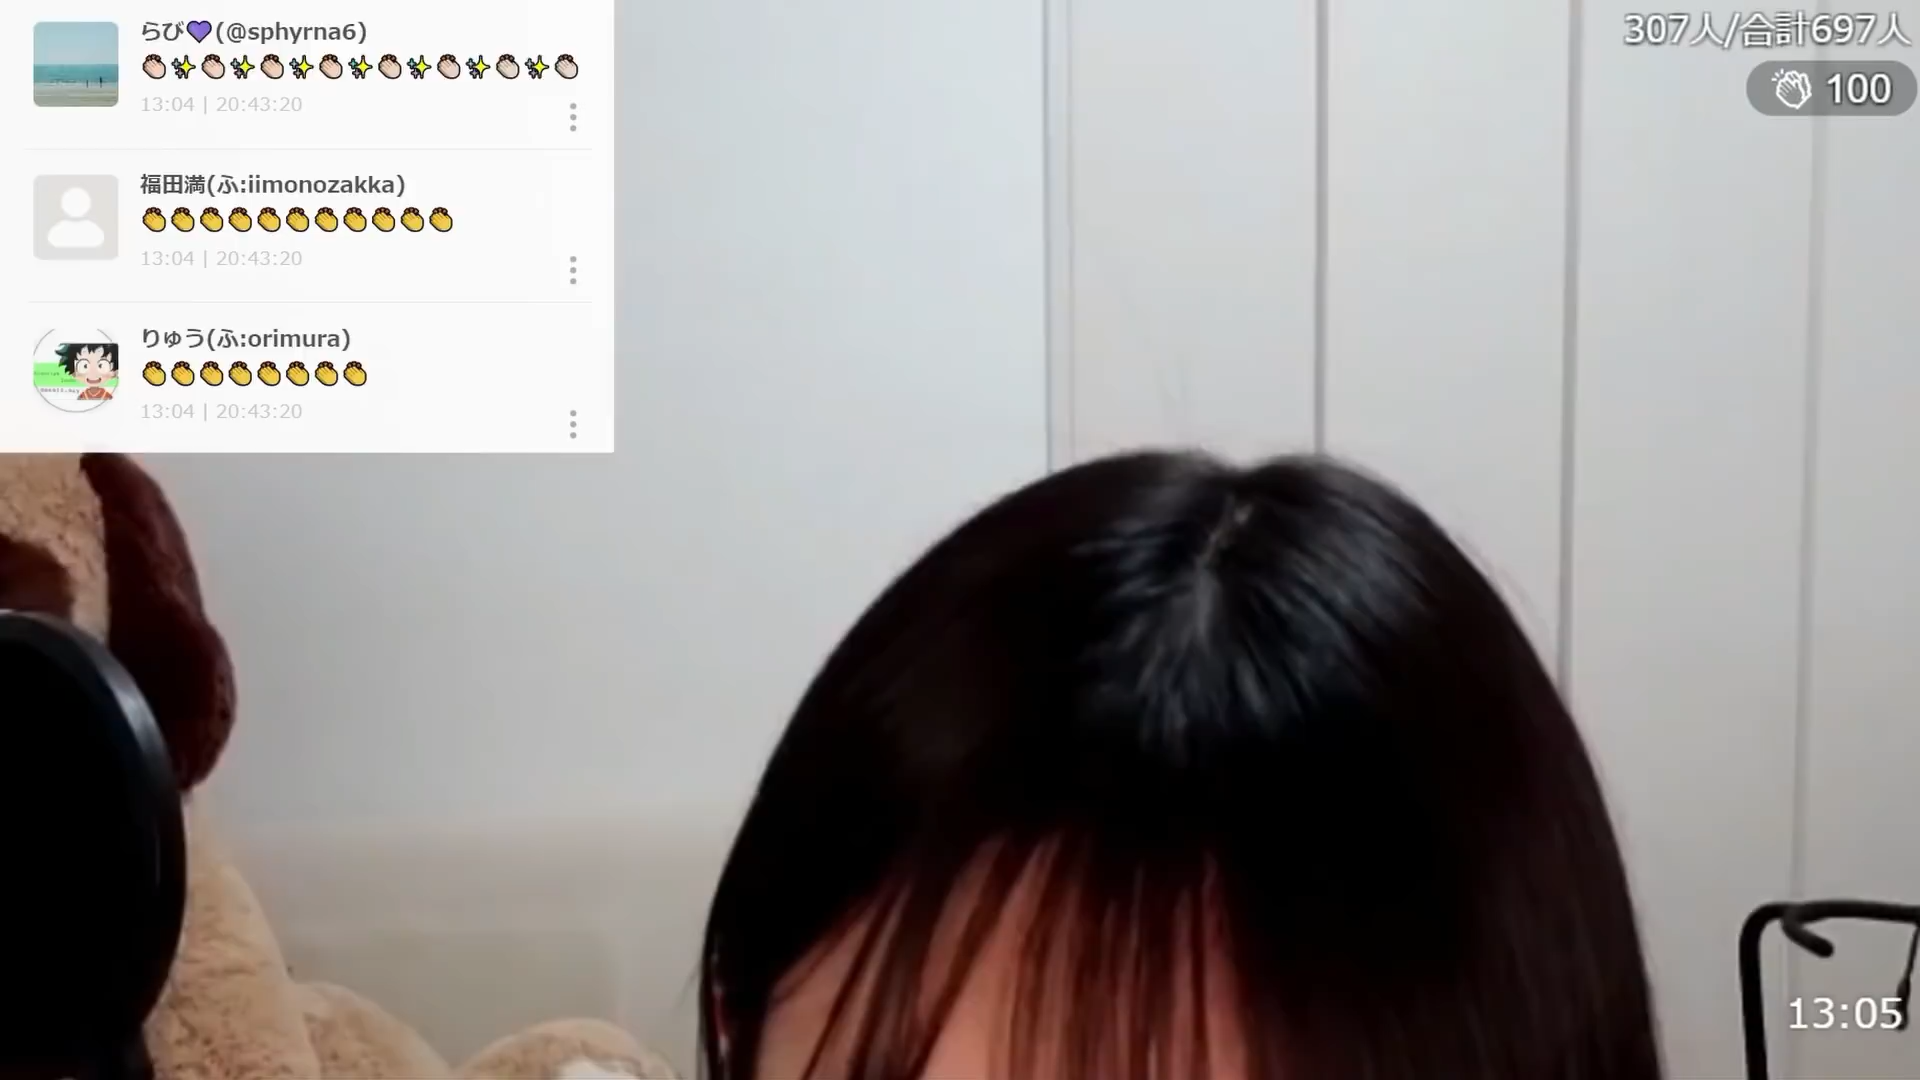 らび💜(@sphyrna6)
👏🏻✨👏🏻✨👏🏻✨👏🏻✨👏🏻✨👏🏻✨👏🏻✨👏🏻
13:04 | 20:43:20
福田満(ふ:iimonozakka)
👏👏👏👏👏👏👏👏👏👏👏
13:04 | 20:43:20
りゅう(ふ:orimura)
👏👏👏👏👏👏👏👏
13:04 | 20:43:20
307人/合計697人
100
13:05